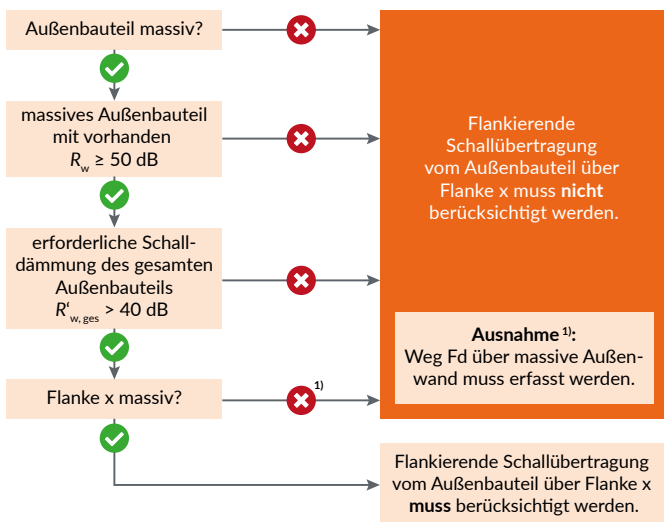 Außenbauteil massiv?
massives Außenbauteil
mit vorhanden
R_w ≥ 50 dB
erforderliche Schall-
dämmung des gesamten
Außenbauteils
R'_w, ges > 40 dB
Flanke x massiv?
1)
Flankierende
Schallübertragung
vom Außenbauteil über
Flanke x muss nicht
berücksichtigt werden.
Ausnahme 1):
Weg Fd über massive Außen-
wand muss erfasst werden.
Flankierende Schallübertragung
vom Außenbauteil über Flanke x
muss berücksichtigt werden.